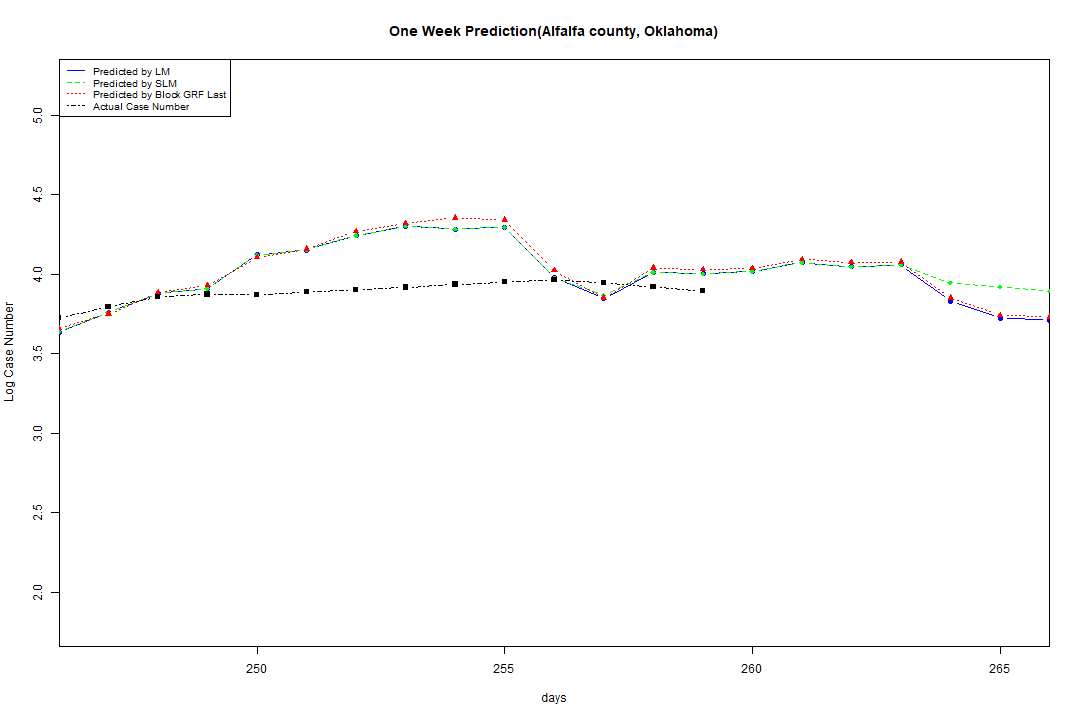 One Week Prediction(Alfalfa county, Oklahoma)
Predicted by LM
Predicted by SLM
Predicted by Block GRF Last
Actual Case Number
5.0
4.5
4.0
3.5
3.0
2.5
2.0
Log Case Number
250 255 260 265
days